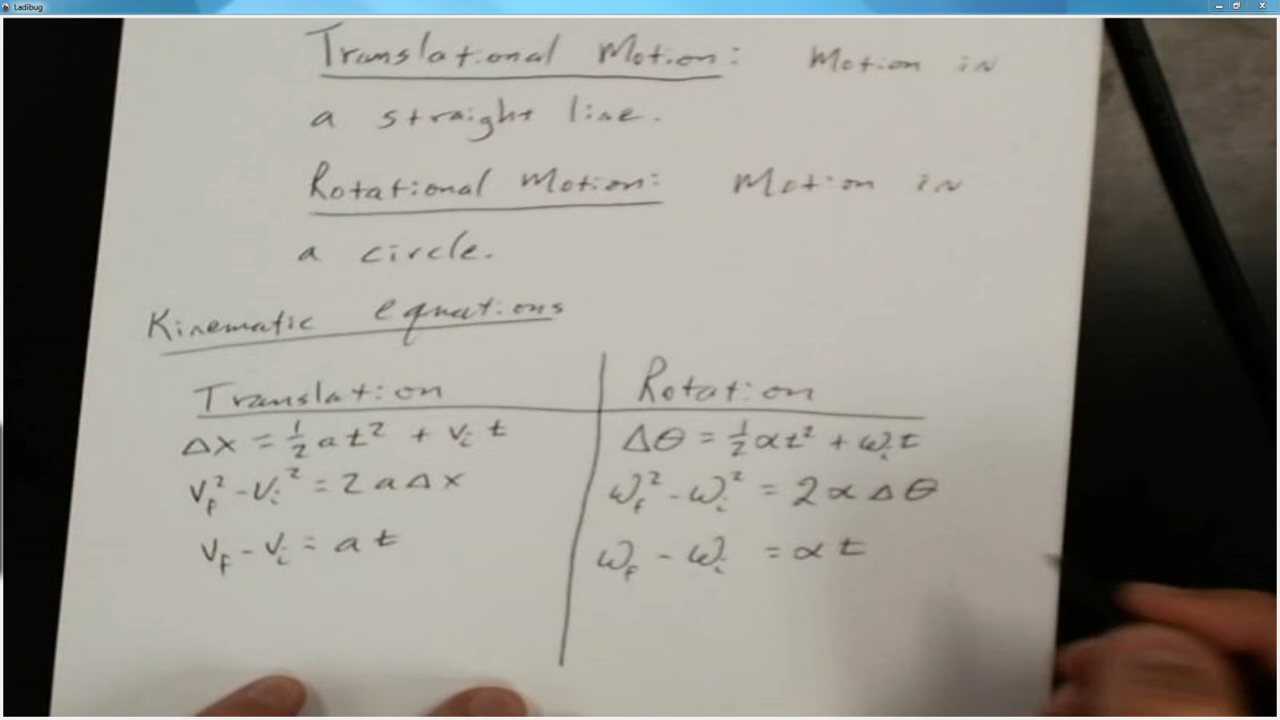 Ladibug
Translational Motion: Motion in
a straight line.
Rotational Motion: Motion in
a circle.
Kinematic equations
Translation | Rotation
Δx = ½at² + vᵢt | Δθ = ½αt² + ωᵢt
v_f² - vᵢ² = 2aΔx | ω_f² - ωᵢ² = 2αΔθ
v_f - vᵢ = at | ω_f - ωᵢ = αt